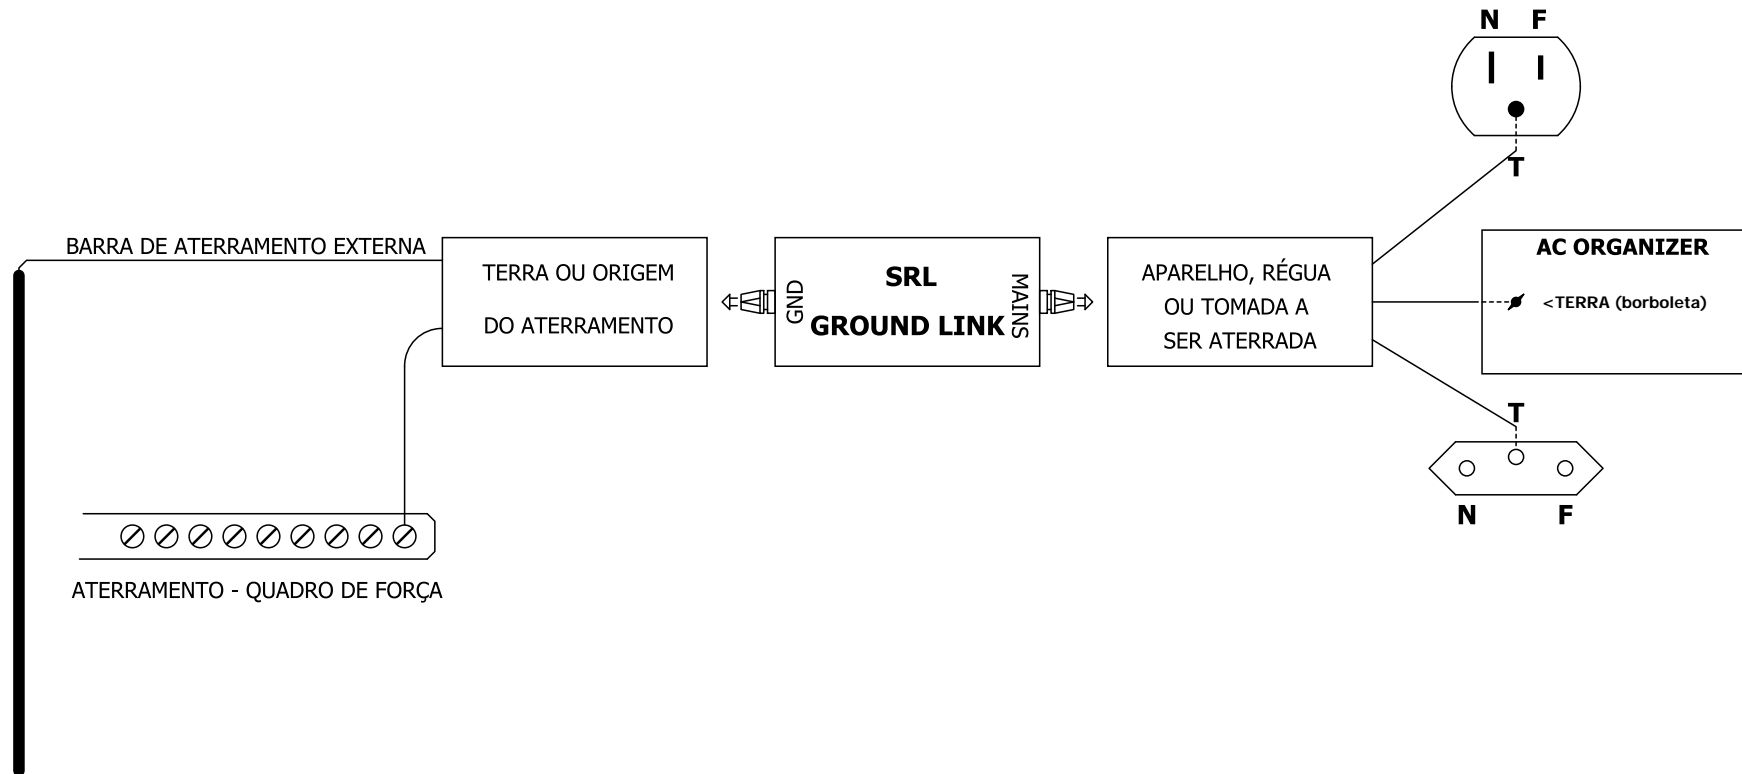 N F
T
BARRA DE ATERRAMENTO EXTERNA
TERRA OU ORIGEM
DO ATERRAMENTO
GND
SRL
GROUND LINK
MAINS
APARELHO, RÉGUA
OU TOMADA A
SER ATERRADA
AC ORGANIZER
<TERRA (borboleta)
T
N F
ATERRAMENTO - QUADRO DE FORÇA